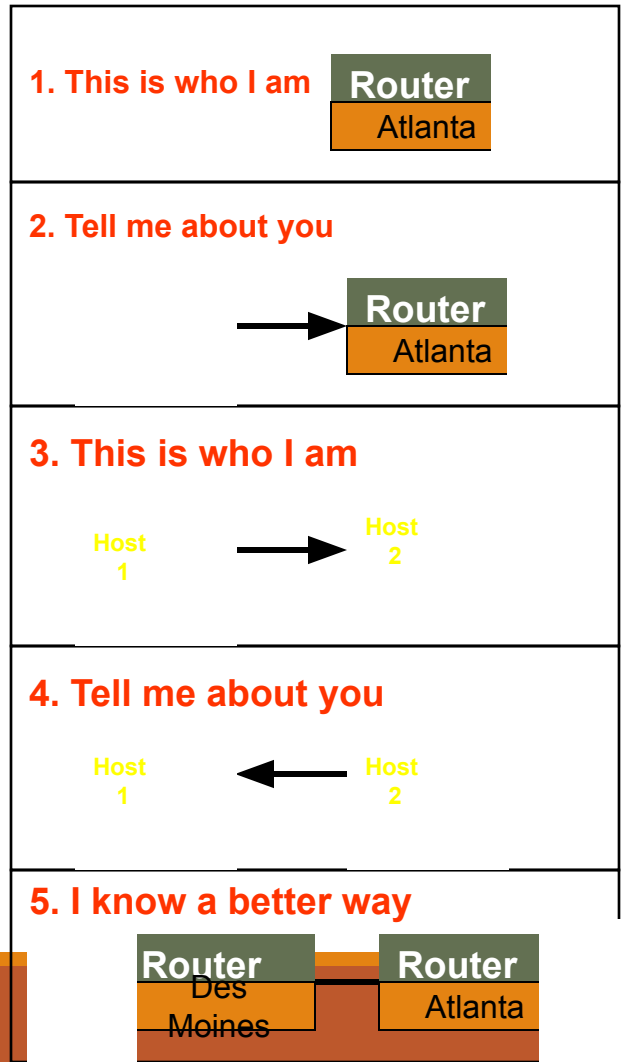 1. This is who I am
Router
Atlanta
2. Tell me about you
Router
Atlanta
3. This is who I am
Host
1
Host
2
4. Tell me about you
Host
1
Host
2
5. I know a better way
Router
Des
Moines
Router
Atlanta